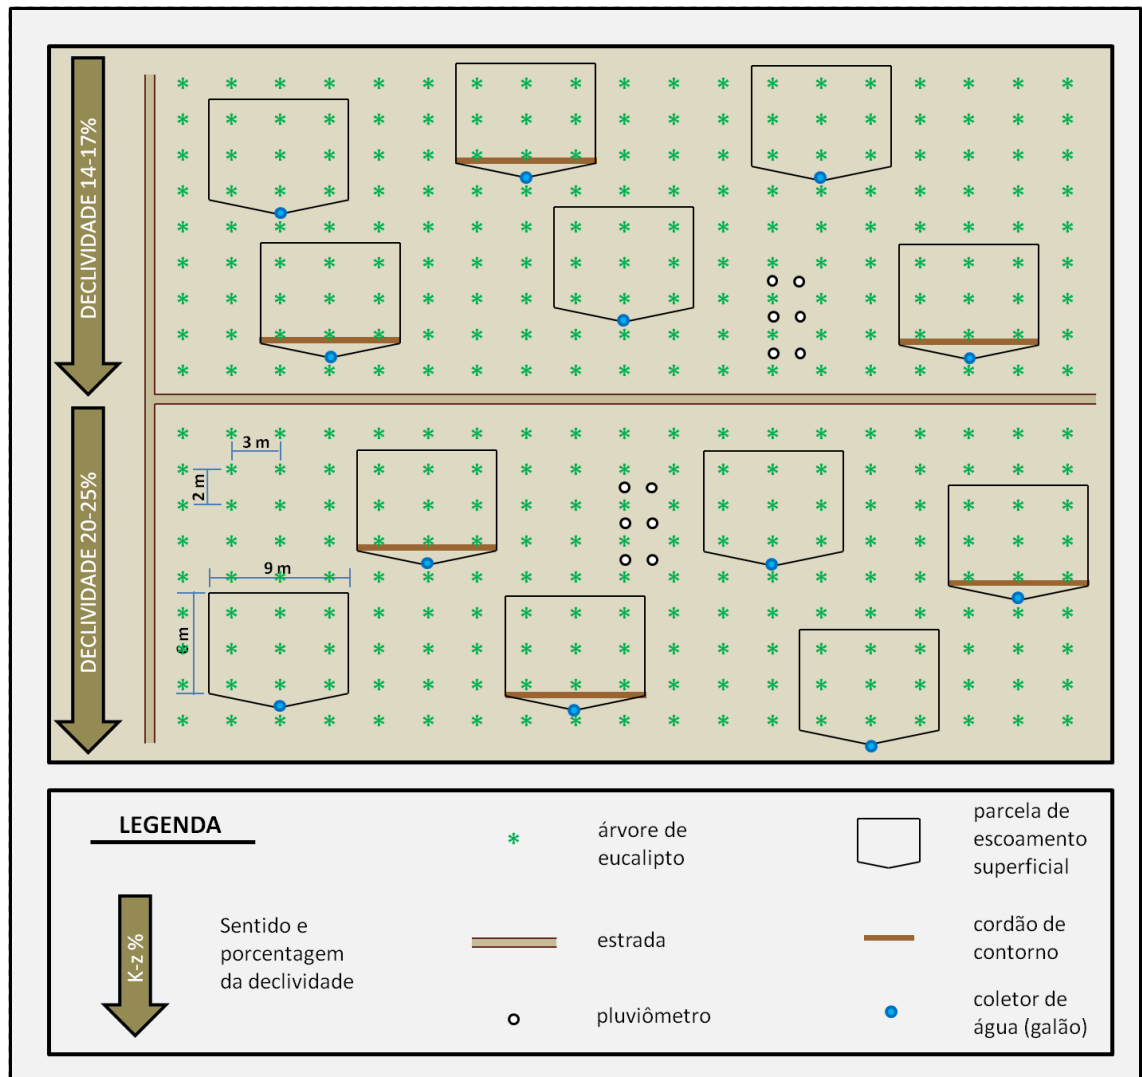 DECLIVIDADE 14-17%
DECLIVIDADE 20-25%
3 m
2 m
9 m
6 m
LEGENDA
árvore de
eucalipto
parcela de
escoamento
superficial
K-z %
Sentido e
porcentagem
da declividade
estrada
cordão de
contorno
pluviômetro
coletor de
água (galão)